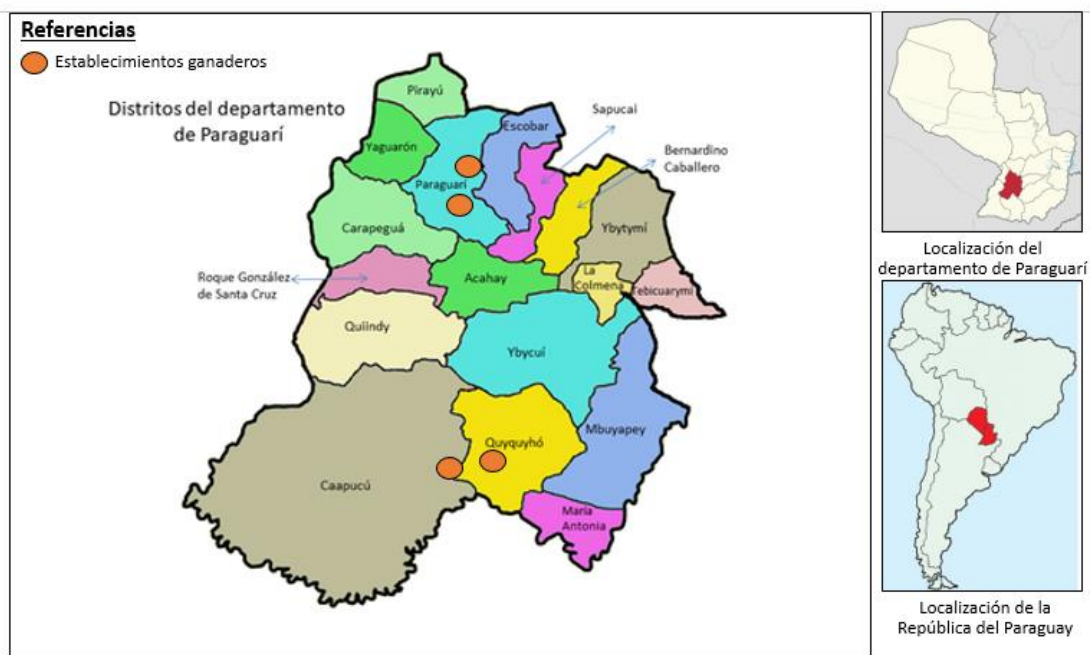 Referencias
Establecimientos ganaderos
Distritos del departamento
de Paraguarí
Pirayú
Yaguarón
Paraguarí
Escobar
Sapucai
Bernardino
Caballero
Carapeguá
Ybytymí
Roque González
de Santa Cruz
Acahay
La
Colmena
Tebicuarymí
Quiindy
Ybycuí
Mbuyapey
Quyquyhó
Caapucú
María
Antonia
Localización del
departamento de Paraguarí
Localización de la
República del Paraguay